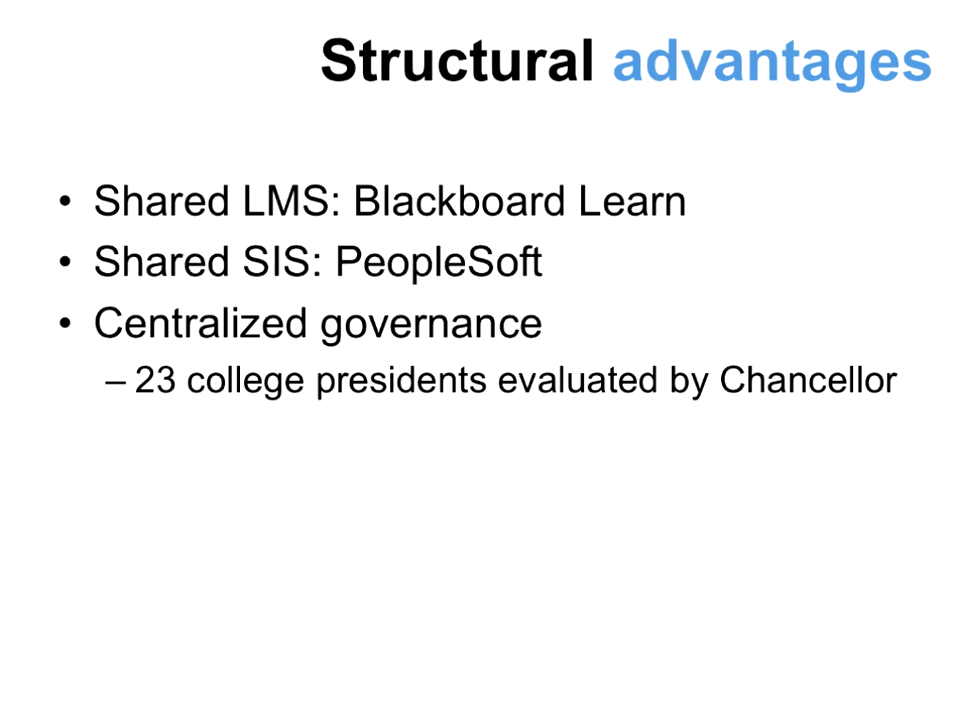 Structural advantages
• Shared LMS: Blackboard Learn
• Shared SIS: PeopleSoft
• Centralized governance
– 23 college presidents evaluated by Chancellor